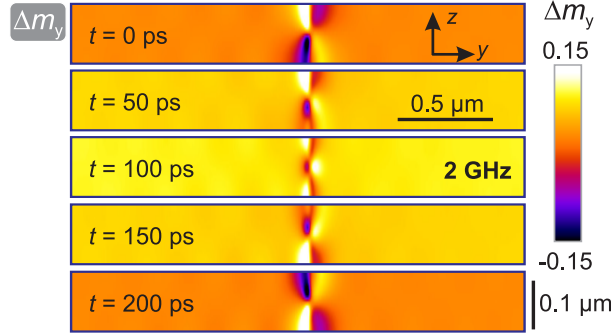 Δm_y
t = 0 ps
z
y
t = 50 ps
0.5 µm
t = 100 ps
2 GHz
t = 150 ps
t = 200 ps
Δm_y
0.15
-0.15
0.1 µm